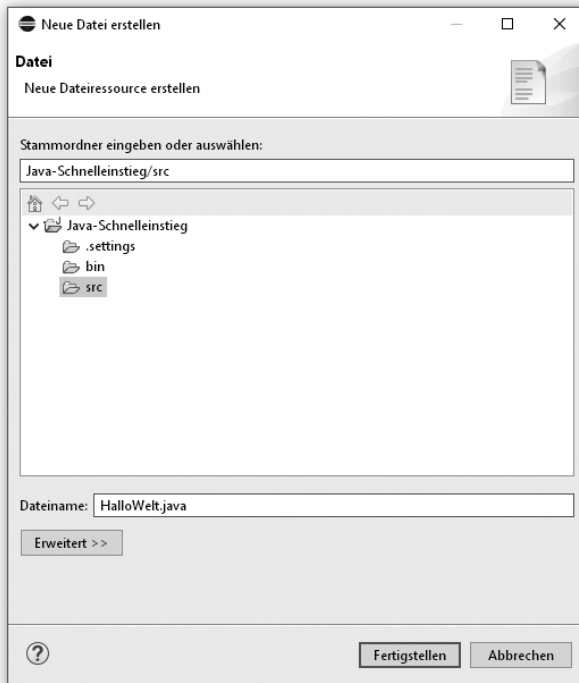 Neue Datei erstellen
Datei
Neue Dateiressource erstellen
Stammordner eingeben oder auswählen:
Java-Schnelleinstieg/src
Java-Schnelleinstieg
.settings
bin
src
Dateiname: HalloWelt.java
Erweitert >>
? Fertigstellen Abbrechen